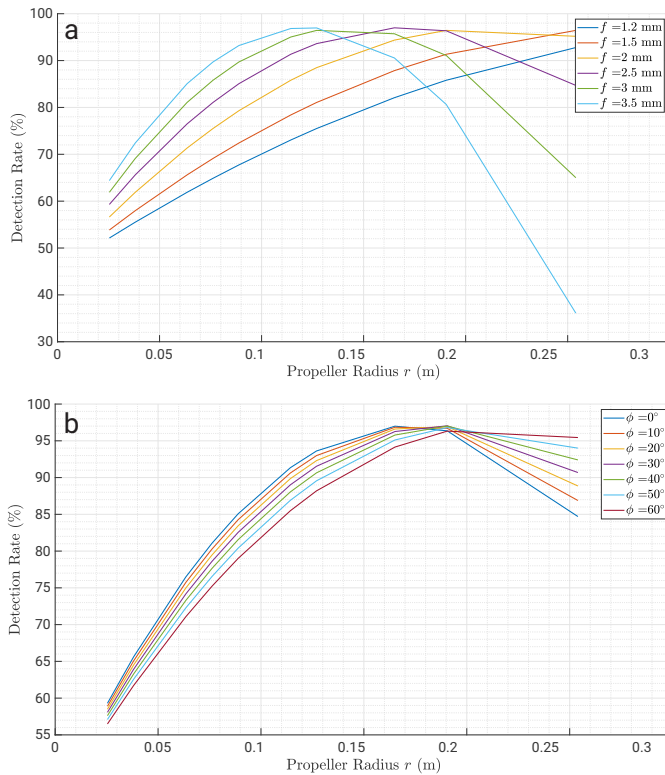 a
100
90
80
70
60
50
40
30
Detection Rate (%)
0
0.05
0.1
0.15
0.2
0.25
0.3
Propeller Radius r (m)
f =1.2 mm
f =1.5 mm
f =2 mm
f =2.5 mm
f =3 mm
f =3.5 mm
b
100
95
90
85
80
75
70
65
60
55
Detection Rate (%)
0
0.05
0.1
0.15
0.2
0.25
0.3
Propeller Radius r (m)
ϕ =0°
ϕ =10°
ϕ =20°
ϕ =30°
ϕ =40°
ϕ =50°
ϕ =60°